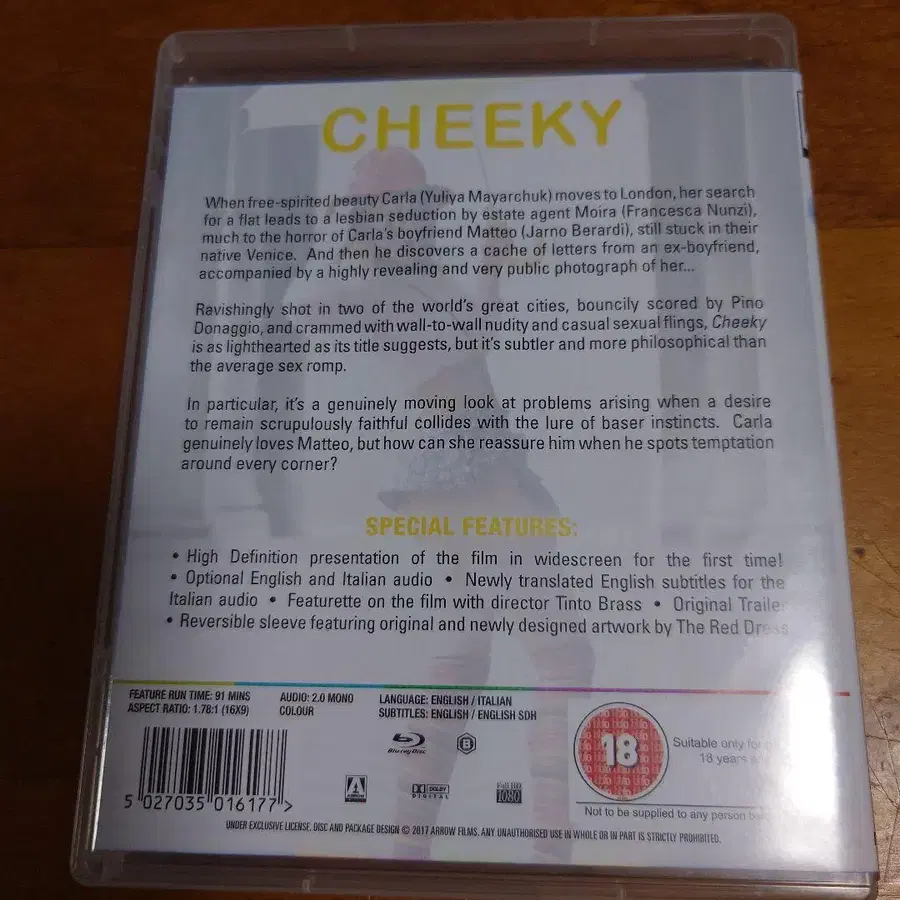 CHEEKY
When free-spirited beauty Carla (Yuliya Mayarchuk) moves to London, her search
for a flat leads to a lesbian seduction by estate agent Moira (Francesca Nunzi),
much to the horror of Carla's boyfriend Matteo (Jarno Berardi), still stuck in their
native Venice. And then he discovers a cache of letters from an ex-boyfriend,
accompanied by a highly revealing and very public photograph of her...
Ravishingly shot in two of the world's great cities, bouncily scored by Pino
Donaggio, and crammed with wall-to-wall nudity and casual sexual flings, Cheeky
is as lighthearted as its title suggests, but it's subtler and more philosophical than
the average sex romp.
In particular, it's a genuinely moving look at problems arising when a desire
to remain scrupulously faithful collides with the lure of baser instincts. Carla
genuinely loves Matteo, but how can she reassure him when he spots temptation
around every corner?
SPECIAL FEATURES:
• High Definition presentation of the film in widescreen for the first time!
• Optional English and Italian audio • Newly translated English subtitles for the
Italian audio • Featurette on the film with director Tinto Brass • Original Trailer
• Reversible sleeve featuring original and newly designed artwork by The Red Dress
FEATURE RUN TIME: 91 MINS
ASPECT RATIO: 1.78:1 (16X9)
AUDIO: 2.0 MONO
COLOUR
LANGUAGE: ENGLISH / ITALIAN
SUBTITLES: ENGLISH / ENGLISH SDH
Blu-ray Disc
B
18
Suitable only for
18 years
Not to be supplied to any person
5 027035 016177 >
ARROW
DOLBY
DIGITAL
Full HD
1080
UNDER EXCLUSIVE LICENSE. DISC AND PACKAGE DESIGN © 2017 ARROW FILMS. ANY UNAUTHORISED USE IN WHOLE OR IN PART IS STRICTLY PROHIBITED.